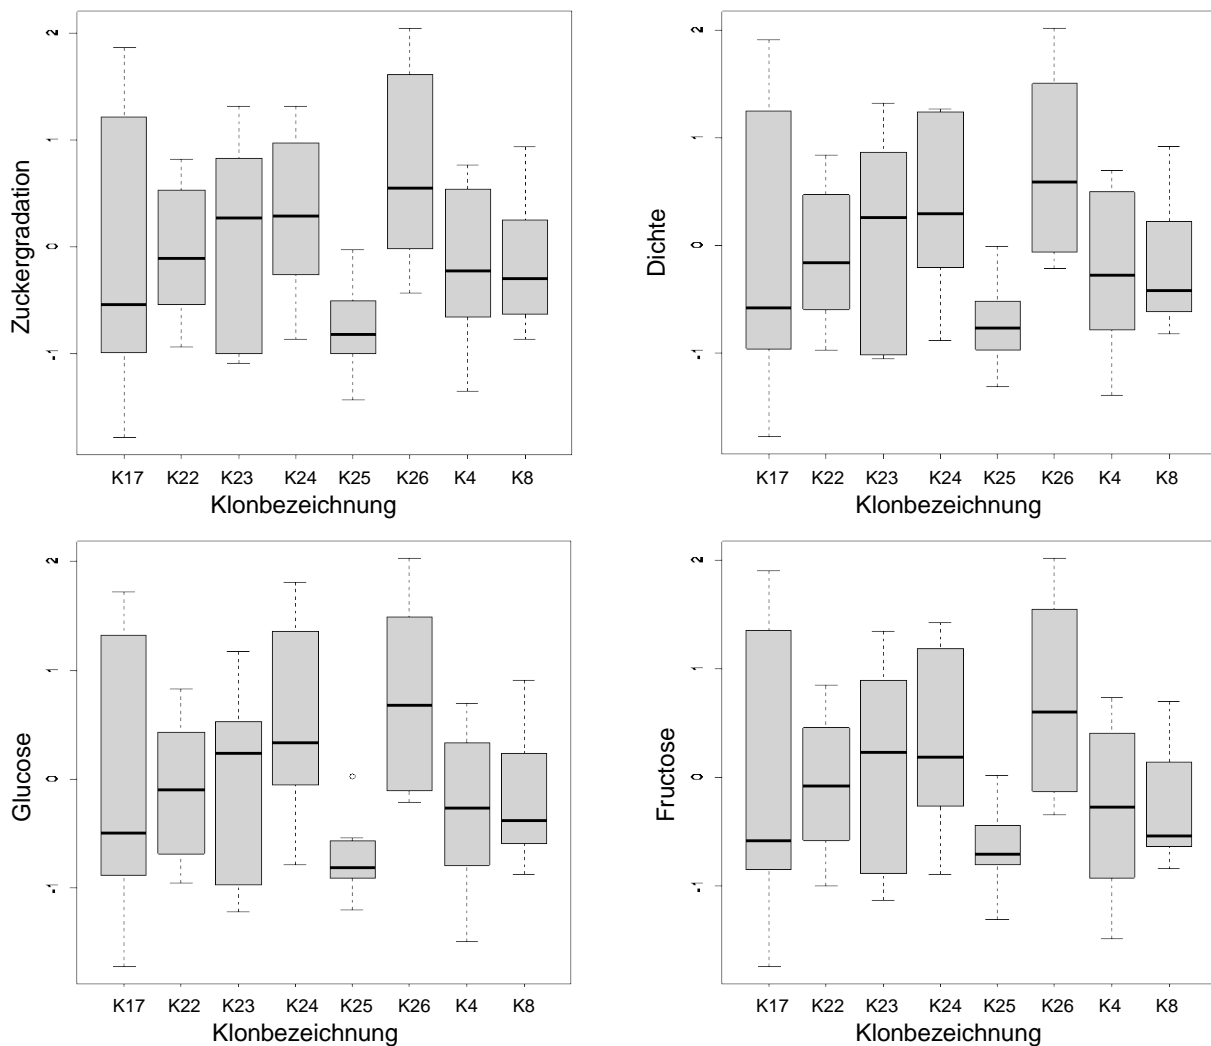 Zuckergradation
2
1
0
-1
K17 K22 K23 K24 K25 K26 K4 K8
Klonbezeichnung
Dichte
2
1
0
-1
K17 K22 K23 K24 K25 K26 K4 K8
Klonbezeichnung
Glucose
2
1
0
-1
K17 K22 K23 K24 K25 K26 K4 K8
Klonbezeichnung
Fructose
2
1
0
-1
K17 K22 K23 K24 K25 K26 K4 K8
Klonbezeichnung